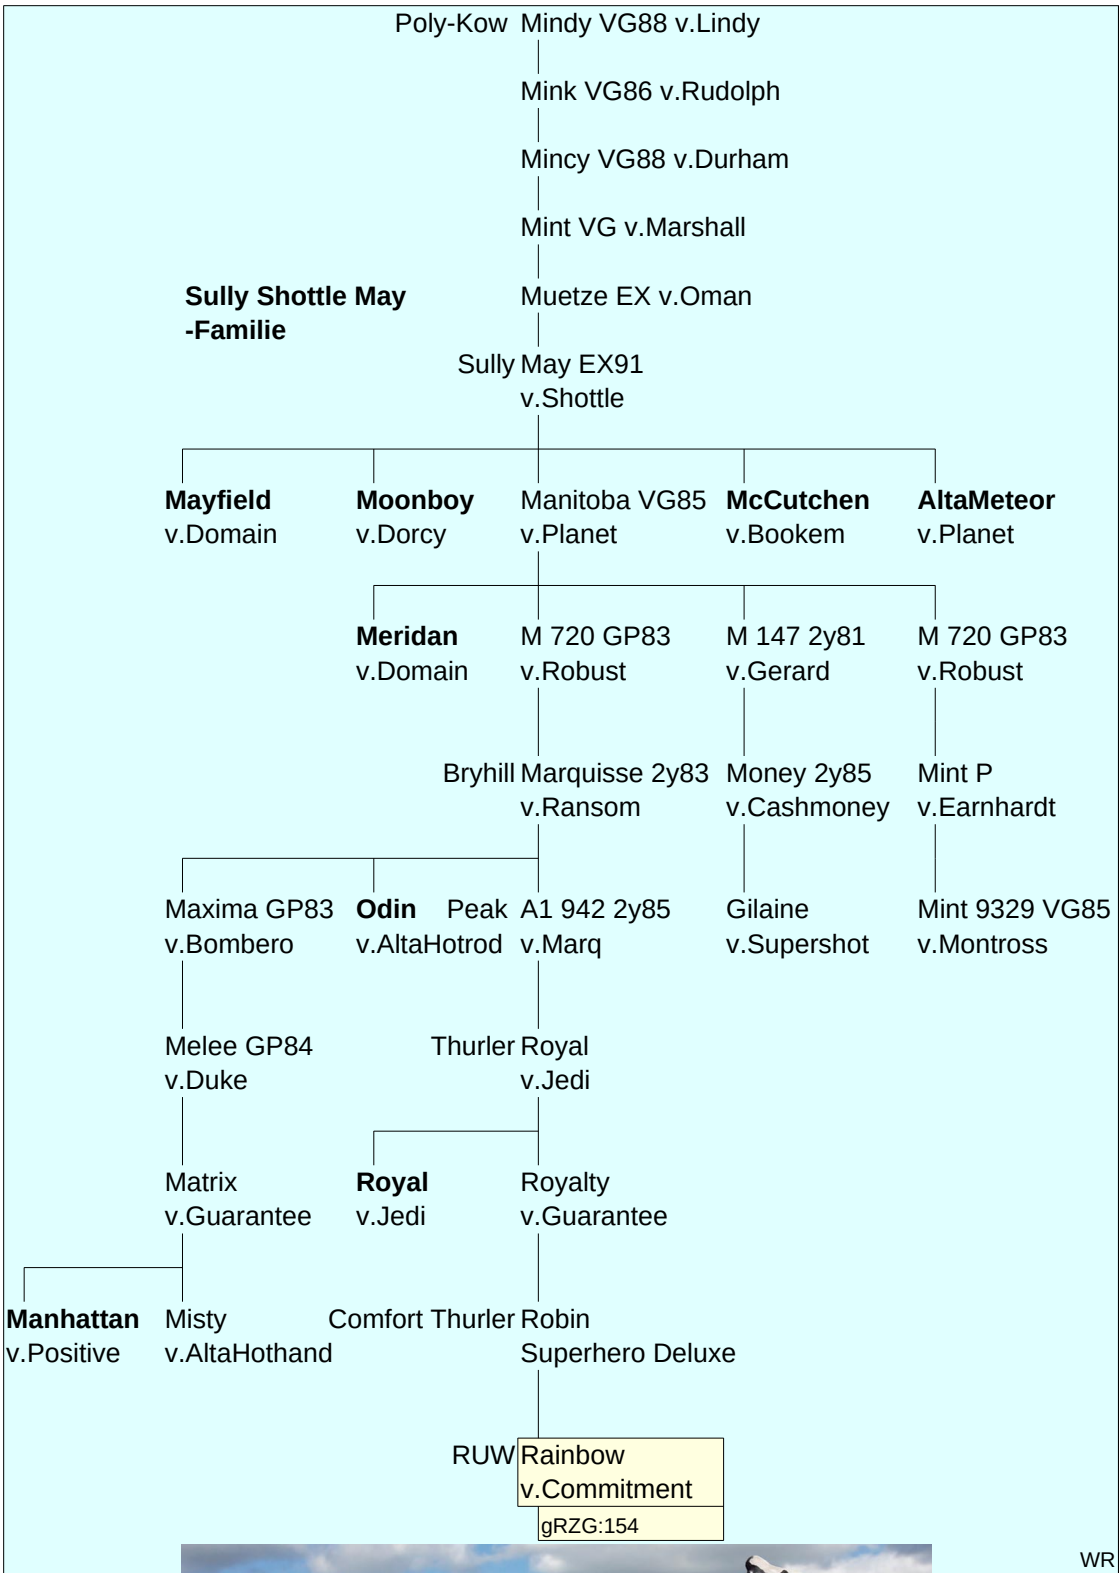 Poly-Kow Mindy VG88 v.Lindy
Mink VG86 v.Rudolph
Mincy VG88 v.Durham
Mint VG v.Marshall
Sully Shottle May
-Familie
Muetze EX v.Oman
Sully May EX91
v.Shottle
Mayfield Moonboy Manitoba VG85 McCutchen AltaMeteor
v.Domain v.Dorcy v.Planet v.Bookem v.Planet
Meridan M 720 GP83 M 147 2y81 M 720 GP83
v.Domain v.Robust v.Gerard v.Robust
Bryhill Marquisse 2y83 Money 2y85 Mint P
v.Ransom v.Cashmoney v.Earnhardt
Maxima GP83 Odin Peak A1 942 2y85 Gilaine Mint 9329 VG85
v.Bombero v.AltaHotrod v.Marq v.Supershot v.Montross
Melee GP84 Thurler Royal
v.Duke v.Jedi
Matrix Royal Royalty
v.Guarantee v.Jedi v.Guarantee
Manhattan Misty Comfort Thurler Robin
v.Positive v.AltaHothand Superhero Deluxe
RUW Rainbow
v.Commitment
gRZG:154
WR